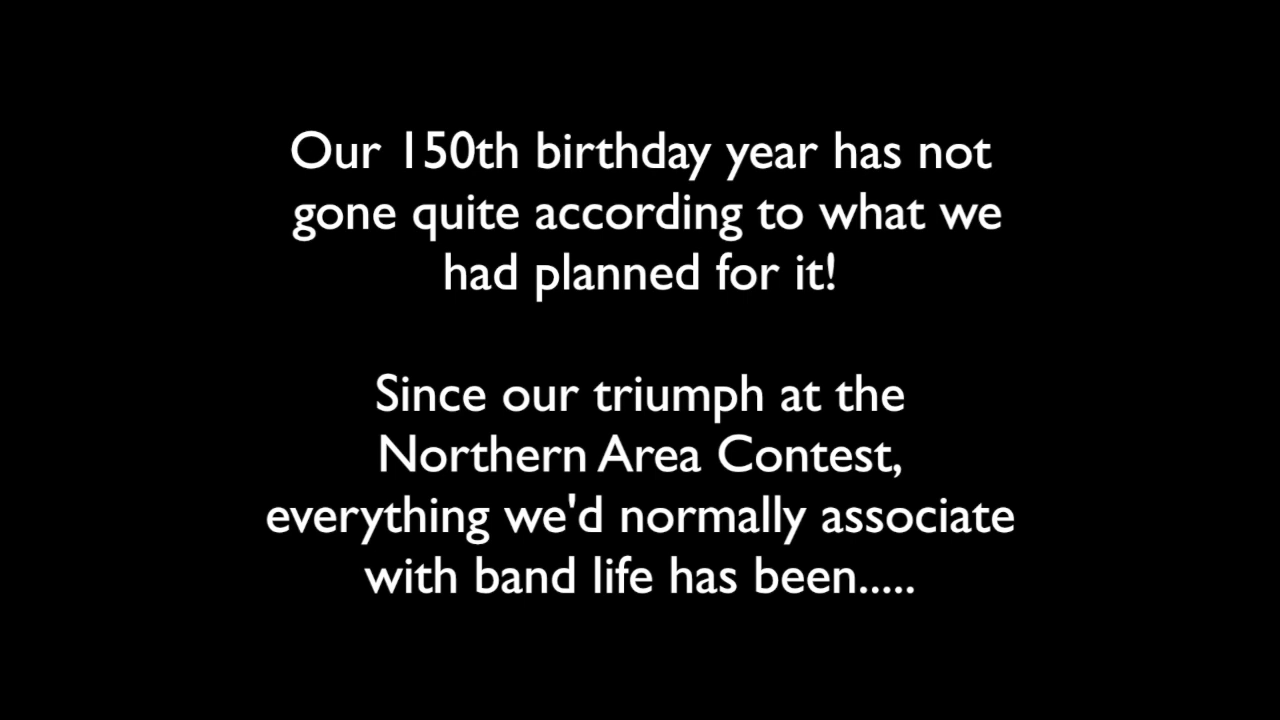 Our 150th birthday year has not
gone quite according to what we
had planned for it!
Since our triumph at the
Northern Area Contest,
everything we'd normally associate
with band life has been.....